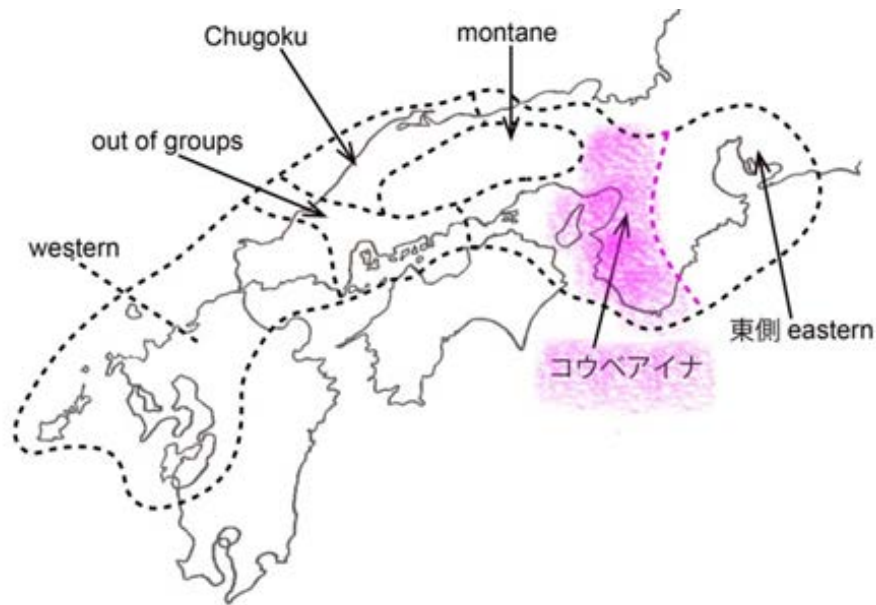 Chugoku
montane
out of groups
western
東側 eastern
コウベアイナ